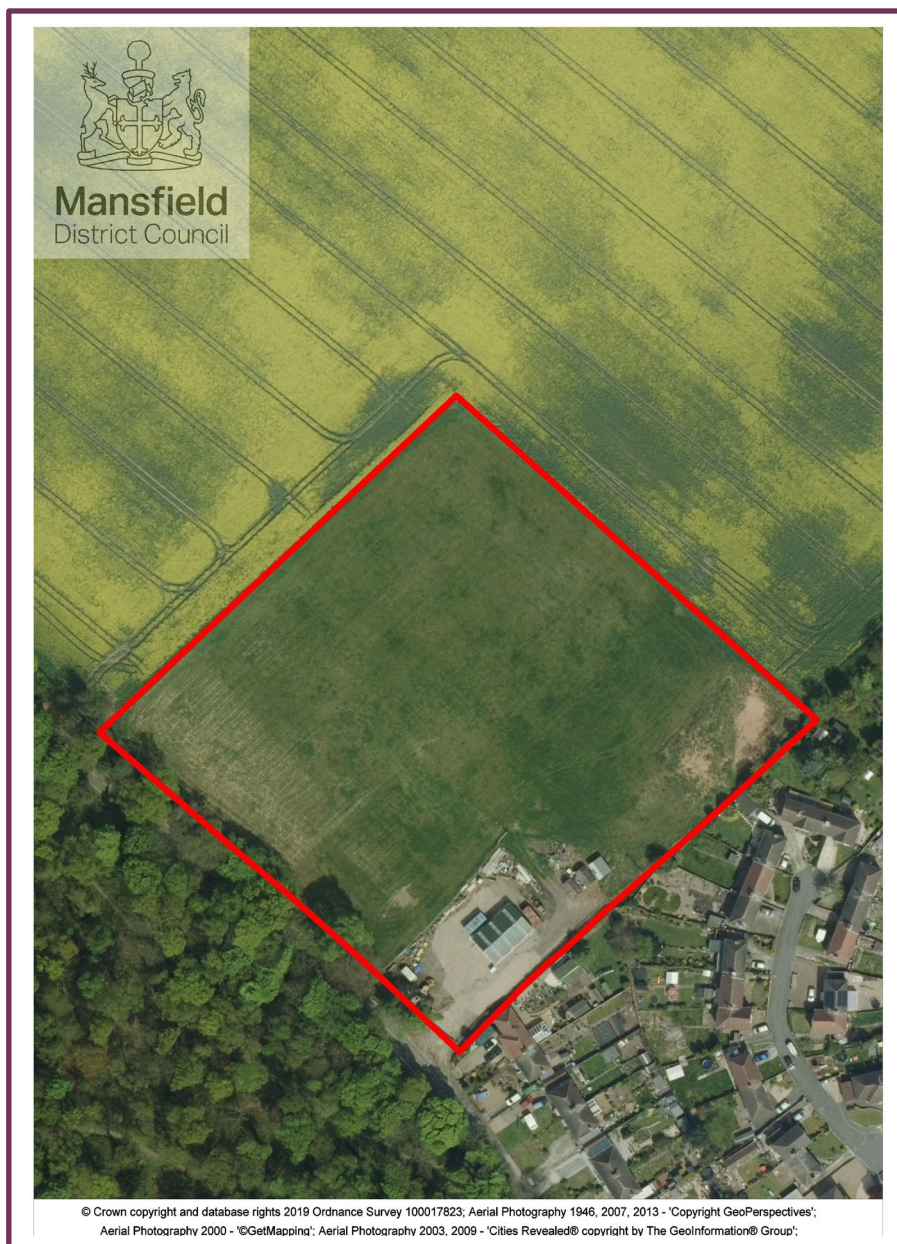 Mansfield
District Council
© Crown copyright and database rights 2019 Ordnance Survey 100017823; Aerial Photography 1946, 2007, 2013 - 'Copyright GeoPerspectives';
Aerial Photography 2000 - '©GetMapping'; Aerial Photography 2003, 2009 - 'Cities Revealed® copyright by The GeoInformation® Group';